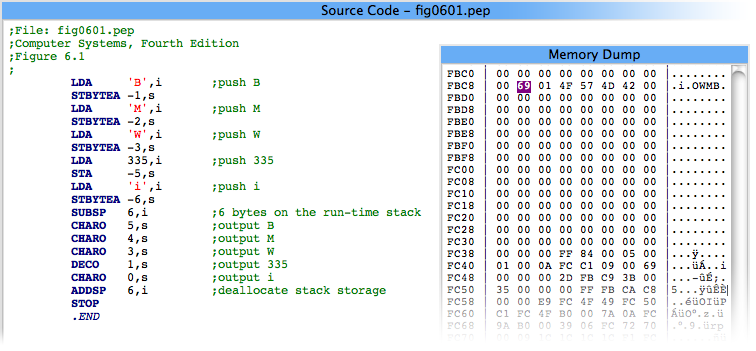 Source Code - fig0601.pep
;File: fig0601.pep
;Computer Systems, Fourth Edition
;Figure 6.1
;
LDA 'B',i ;push B
STBYTEA -1,s
LDA 'M',i ;push M
STBYTEA -2,s
LDA 'W',i ;push W
STBYTEA -3,s
LDA 335,i ;push 335
STA -5,s
LDA 'i',i ;push i
STBYTEA -6,s
SUBSP 6,i ;6 bytes on the run-time stack
CHARO 5,s ;output B
CHARO 4,s ;output M
CHARO 3,s ;output W
DECO 1,s ;output 335
CHARO 0,s ;output i
ADDSP 6,i ;deallocate stack storage
STOP
.END
Memory Dump
FBC0 00 00 00 00 00 00 00 00 ........
FBC8 00 69 01 4F 57 4D 42 00 .i.OWMB.
FBD0 00 00 00 00 00 00 00 00 ........
FBD8 00 00 00 00 00 00 00 00 ........
FBE0 00 00 00 00 00 00 00 00 ........
FBE8 00 00 00 00 00 00 00 00 ........
FBF0 00 00 00 00 00 00 00 00 ........
FBF8 00 00 00 00 00 00 00 00 ........
FC00 00 00 00 00 00 00 00 00 ........
FC08 00 00 00 00 00 00 00 00 ........
FC10 00 00 00 00 00 00 00 00 ........
FC18 00 00 00 00 00 00 00 00 ........
FC20 00 00 00 00 00 00 00 00 ........
FC28 00 00 00 00 00 00 00 00 ........
FC30 00 00 00 00 00 00 00 00 ........
FC38 00 00 00 FF 84 00 05 00 ...ÿ....
FC40 01 00 AF FC C1 09 00 69 ...üÁ..i
FC48 00 00 00 2D FB C9 3B 00 ...-ûÉ;.
FC50 35 00 00 00 FF FB CA C8 5...ÿûÊÈ
FC58 00 00 E9 FC 4F 49 FC 50 ..éüOIüP
FC60 C1 FC 4F B0 00 7A 0A FC ÁüO°.z.ü
FC68 9A B0 00 39 06 FC 72 70 .°.9.ürp